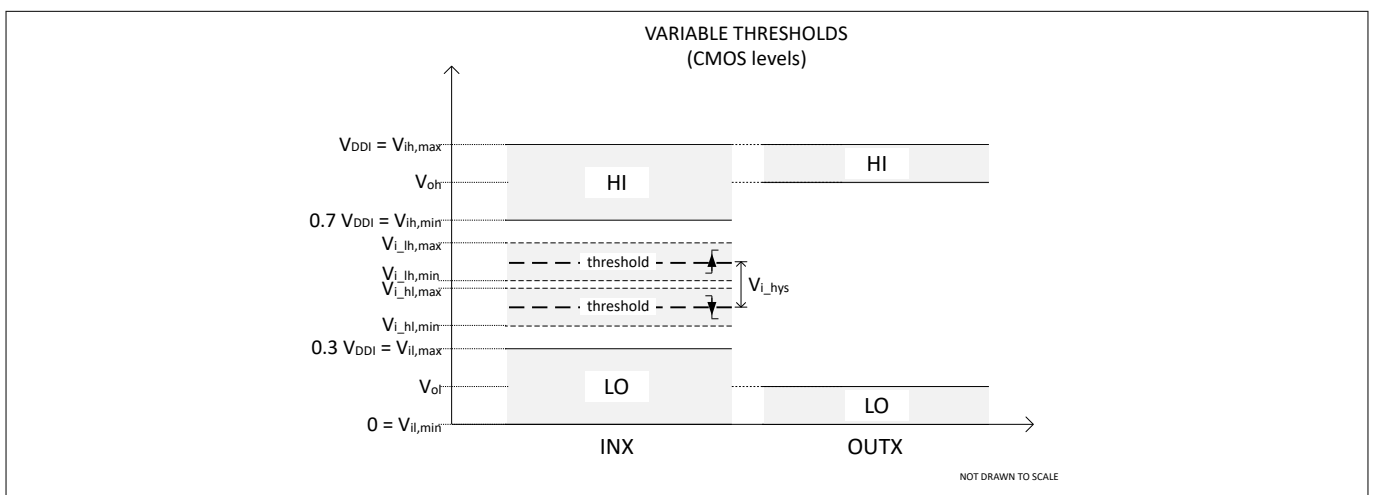 VARIABLE THRESHOLDS
(CMOS levels)
VDDI = Vih,max
HI
HI
Voh
0.7 VDDI = Vih,min
Vi_lh,max
threshold
Vi_lh,min
Vi_hl,max
Vi_hys
threshold
Vi_hl,min
0.3 VDDI = Vil,max
LO
Vol
LO
0 = Vil,min
INX
OUTX
NOT DRAWN TO SCALE